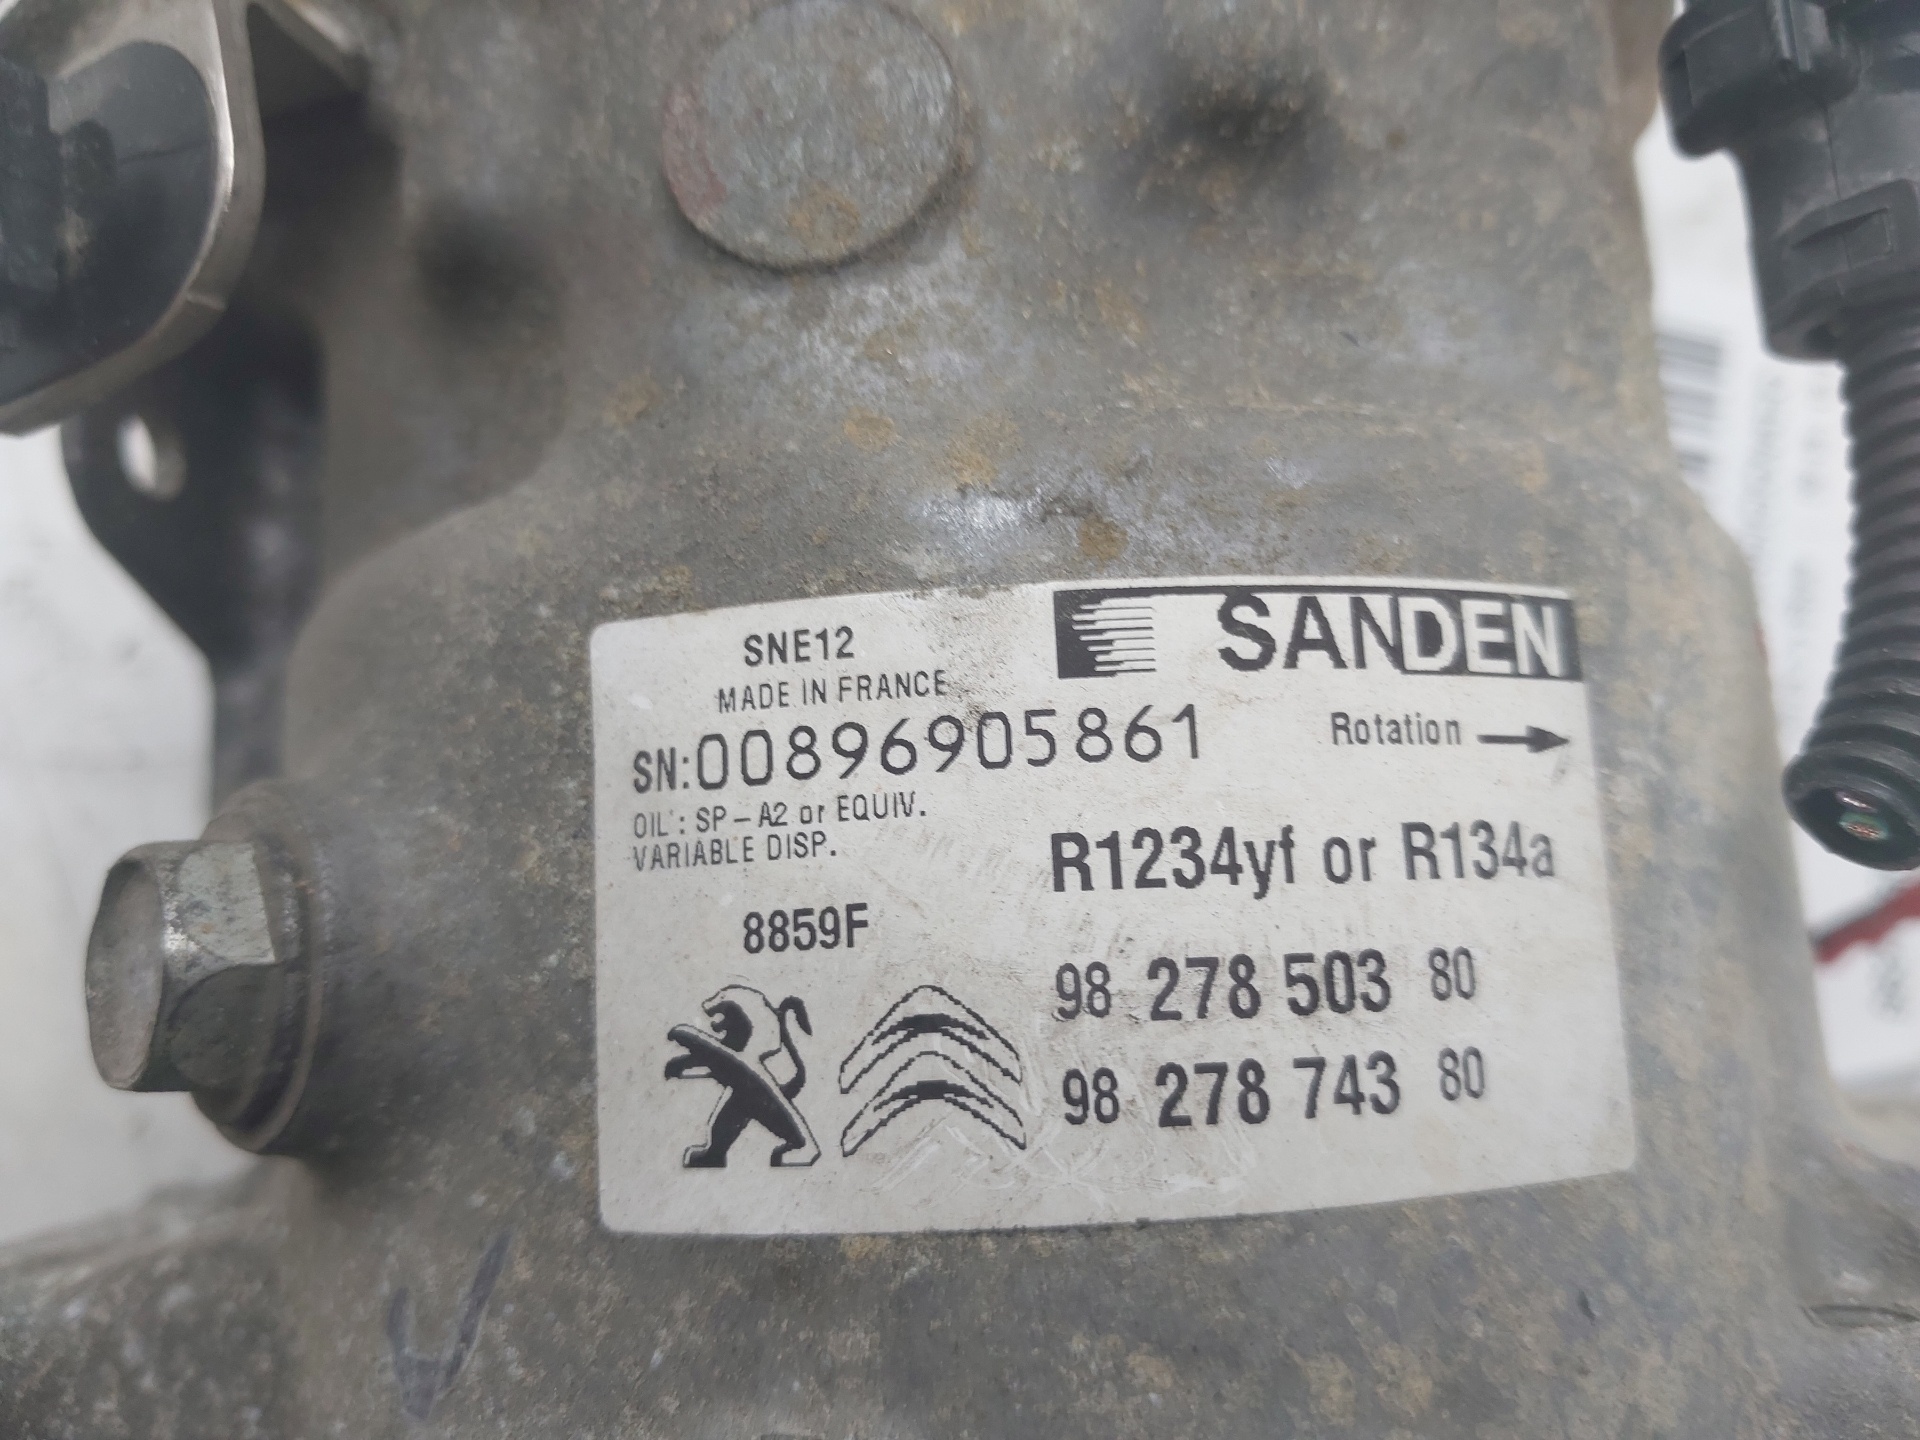 SNE12
SANDEN
MADE IN FRANCE
SN:00896905861
Rotation
OIL : SP-A2 or EQUIV.
VARIABLE DISP.
R1234yf or R134a
8859F
98 278 503 80
98 278 743 80